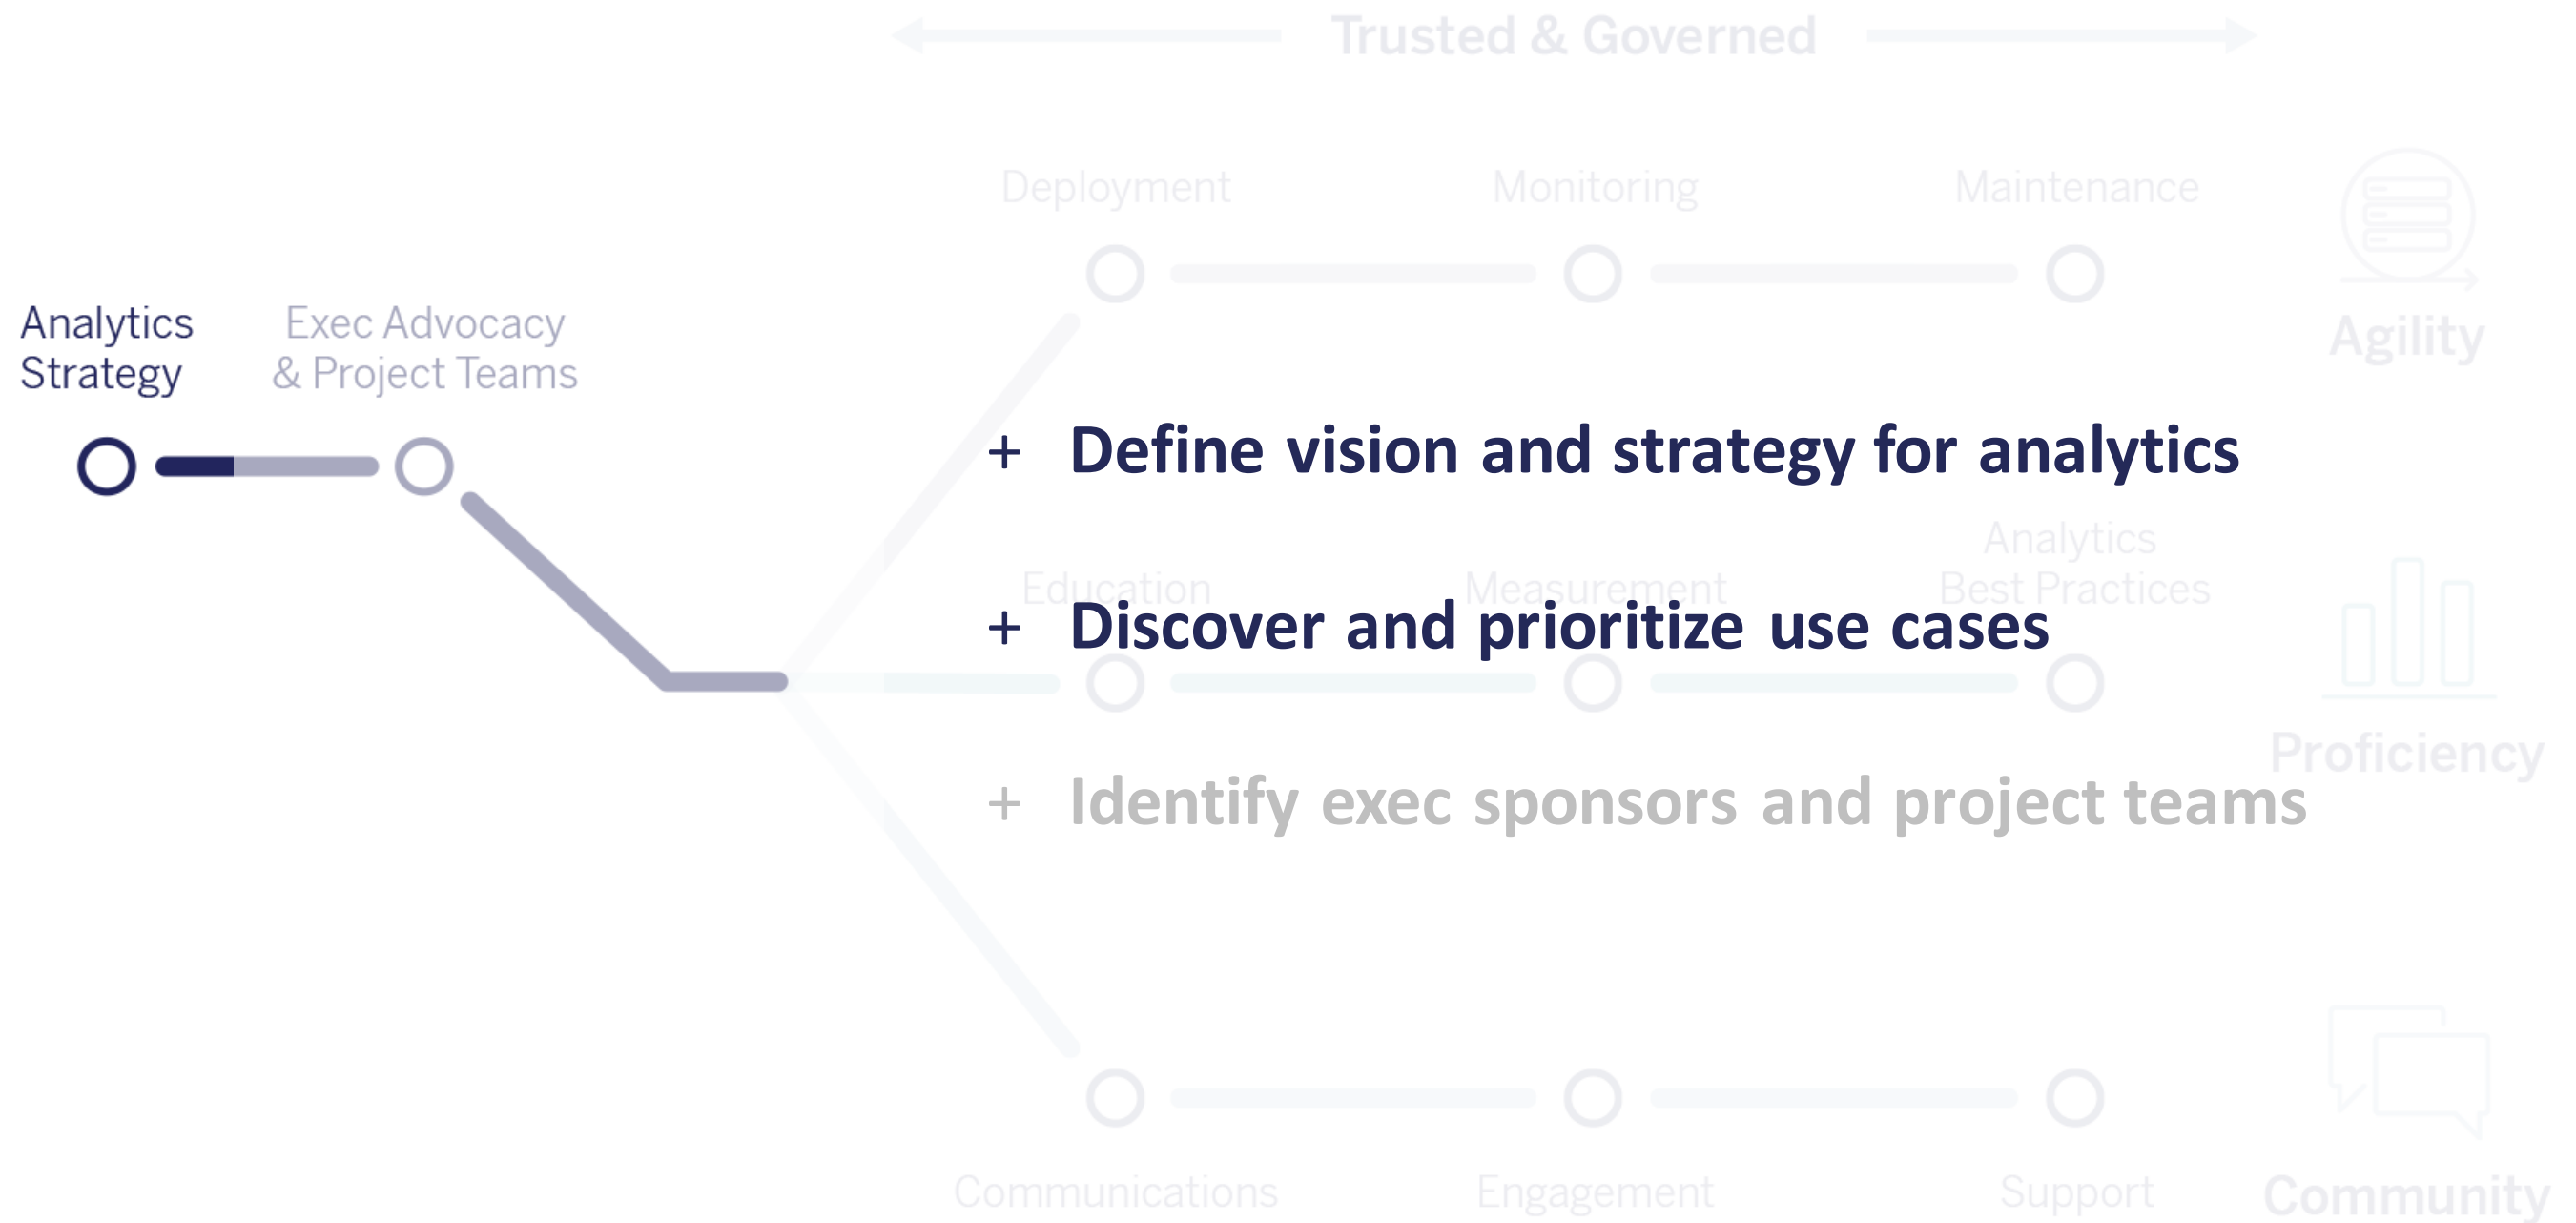 Trusted & Governed
Deployment
Monitoring
Maintenance
Agility
Analytics
Strategy
Exec Advocacy
& Project Teams
+ Define vision and strategy for analytics
Education
Measurement
Analytics
Best Practices
+ Discover and prioritize use cases
Proficiency
+ Identify exec sponsors and project teams
Communications
Engagement
Support
Community